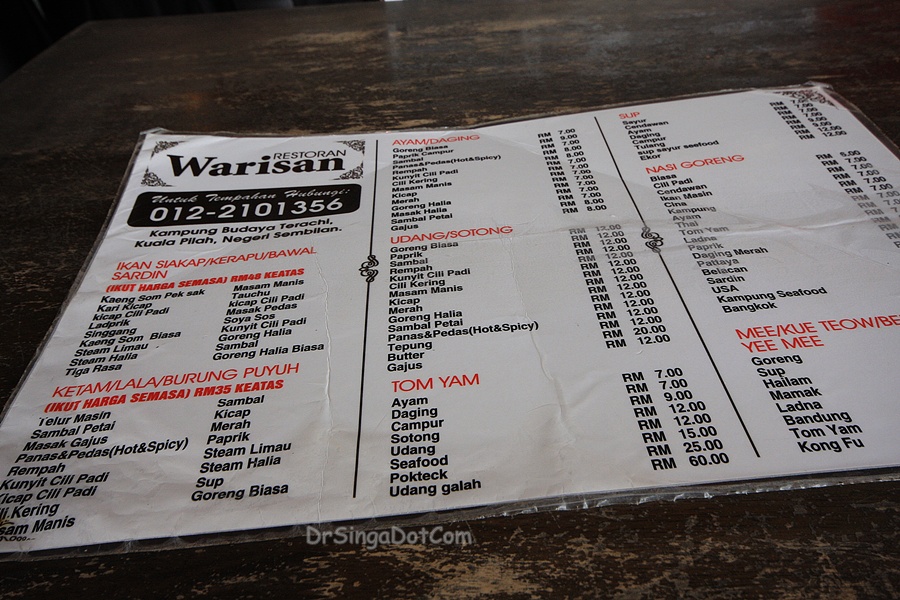 RESTORAN
Warisan
Untuk Tempahan Hubungi:
012-2101356
Kampung Budaya Terachi,
Kuala Pilah, Negeri Sembilan.
IKAN SIAKAP/KERAPU/BAWAL
SARDIN
(IKUT HARGA SEMASA) RM48 KEATAS
Kaeng Som Pek sak
Kari Kicap
kicap Cili Padi
Ladprik
Singgang
Kaeng Som Biasa
Steam Limau
Steam Halia
Tiga Rasa
Masam Manis
Tauchu
kicap Cili Padi
Masak Pedas
Soya Sos
Kunyit Cili Padi
Goreng Halia
Sambal
Goreng Halia Biasa
KETAM/LALA/BURUNG PUYUH
(IKUT HARGA SEMASA) RM35 KEATAS
Telur Masin
Sambal Petai
Masak Gajus
Panas&Pedas(Hot&Spicy)
Rempah
Kunyit Cili Padi
Kicap Cili Padi
Kering
Manis
Sambal
Kicap
Merah
Paprik
Steam Limau
Steam Halia
Sup
Goreng Biasa
AYAM/DAGING
Goreng Biasa
Paprik Campur
Sambal
Panas&Pedas(Hot&Spicy)
Rempah
Kunyit Cili Padi
Cili Kering
Masam Manis
Kicap
Merah
Goreng Halia
Masak Halia
Sambal Petai
Gajus
RM 7.00
RM 9.00
RM 8.00
RM 7.00
RM 8.00
RM 7.00
RM 7.00
RM 7.00
RM 7.00
RM 7.00
RM 8.00
RM 8.00
UDANG/SOTONG
Goreng Biasa
Paprik
Sambal
Rempah
Kunyit Cili Padi
Cili Kering
Masam Manis
Kicap
Merah
Goreng Halia
Sambal Petai
Panas&Pedas(Hot&Spicy)
Tepung
Butter
Gajus
RM 12.00
RM 12.00
RM 12.00
RM 12.00
RM 12.00
RM 12.00
RM 12.00
RM 12.00
RM 12.00
RM 12.00
RM 12.00
RM 20.00
RM 12.00
TOM YAM
Ayam
Daging
Campur
Sotong
Udang
Seafood
Pokteck
Udang galah
RM 7.00
RM 7.00
RM 9.00
RM 12.00
RM 12.00
RM 15.00
RM 25.00
RM 60.00
SUP
Sayur
Cendawan
Ayam
Daging
Campur
Tulang
sup sayur seafood
Ekor
RM 7.00
RM 12.00
NASI GORENG
Biasa
Cili Padi
Cendawan
Ikan Masin
Cina
Kampung
Ayam
Thai
Tom Yam
Ladna
Paprik
Daging Merah
Pattaya
Belacan
Sardin
USA
Kampung Seafood
Bangkok
RM 5.00
RM 7.00
MEE/KUE TEOW/
YEE MEE
Goreng
Sup
Hailam
Mamak
Ladna
Bandung
Tom Yam
Kong Fu
DrSingaDotCom